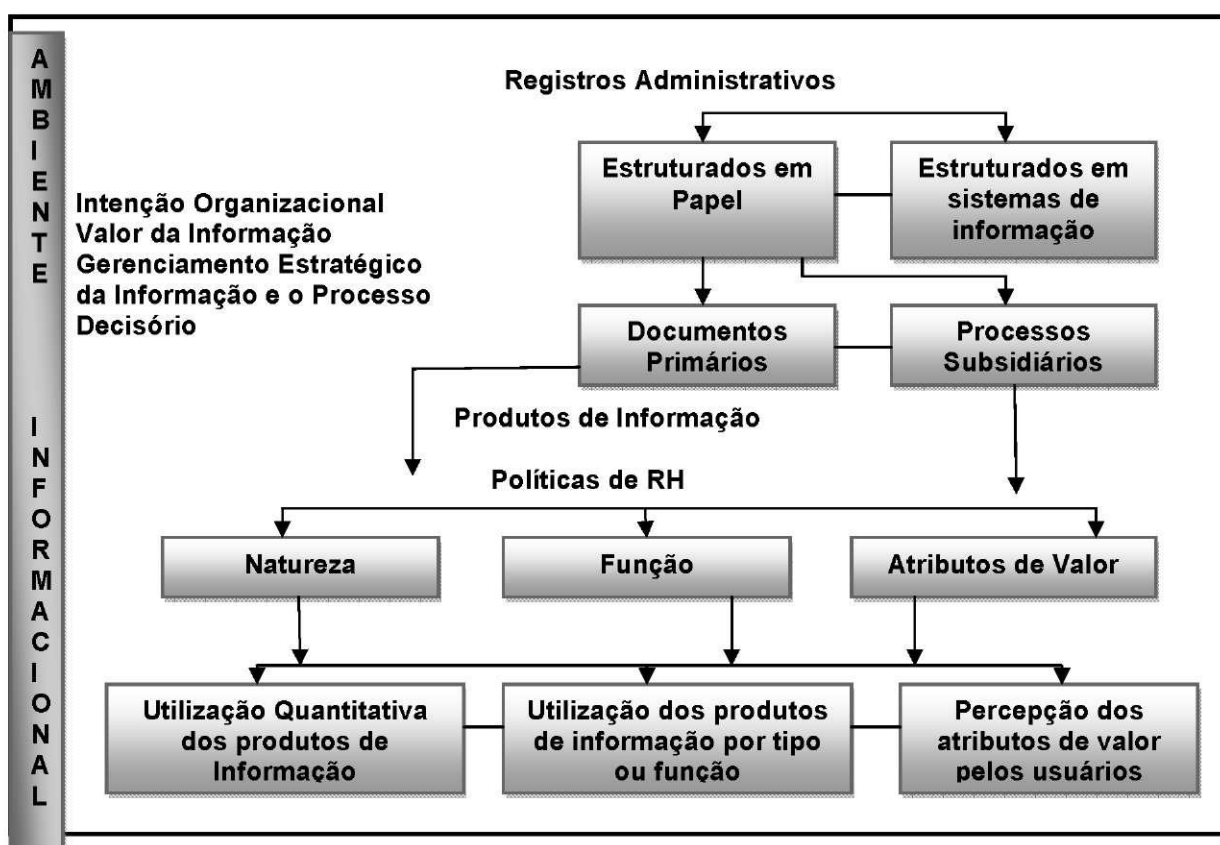 AMBIENTE INFORMACIONAL
Registros Administrativos
Estruturados em
Papel
Estruturados em
sistemas de
informação
Intenção Organizacional
Valor da Informação
Gerenciamento Estratégico
da Informação e o Processo
Decisório
Documentos
Primários
Processos
Subsidiários
Produtos de Informação
Políticas de RH
Natureza
Função
Atributos de Valor
Utilização Quantitativa
dos produtos de
Informação
Utilização dos produtos
de informação por tipo
ou função
Percepção dos
atributos de valor
pelos usuários